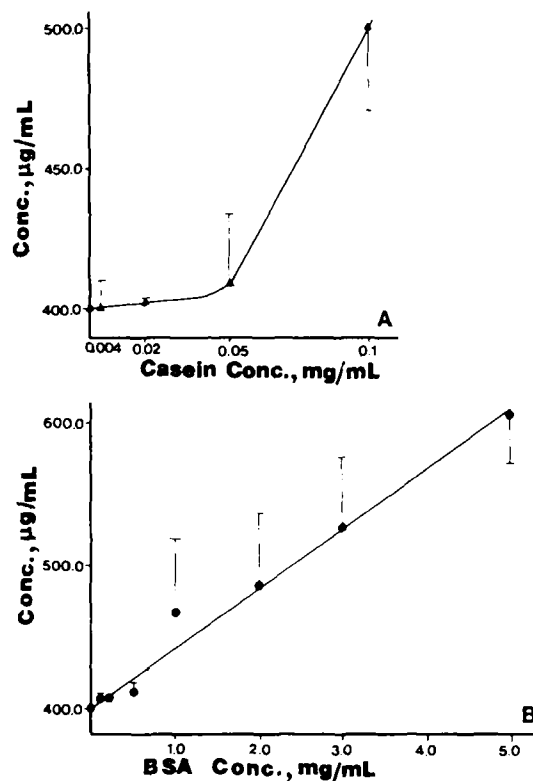 500.0
450.0
400.0
Conc., µg/mL
0.004 0.02 0.05 0.1
Casein Conc., mg/mL
A
600.0
500.0
400.0
Conc., µg/mL
1.0 2.0 3.0 4.0 5.0
BSA Conc., mg/mL
B